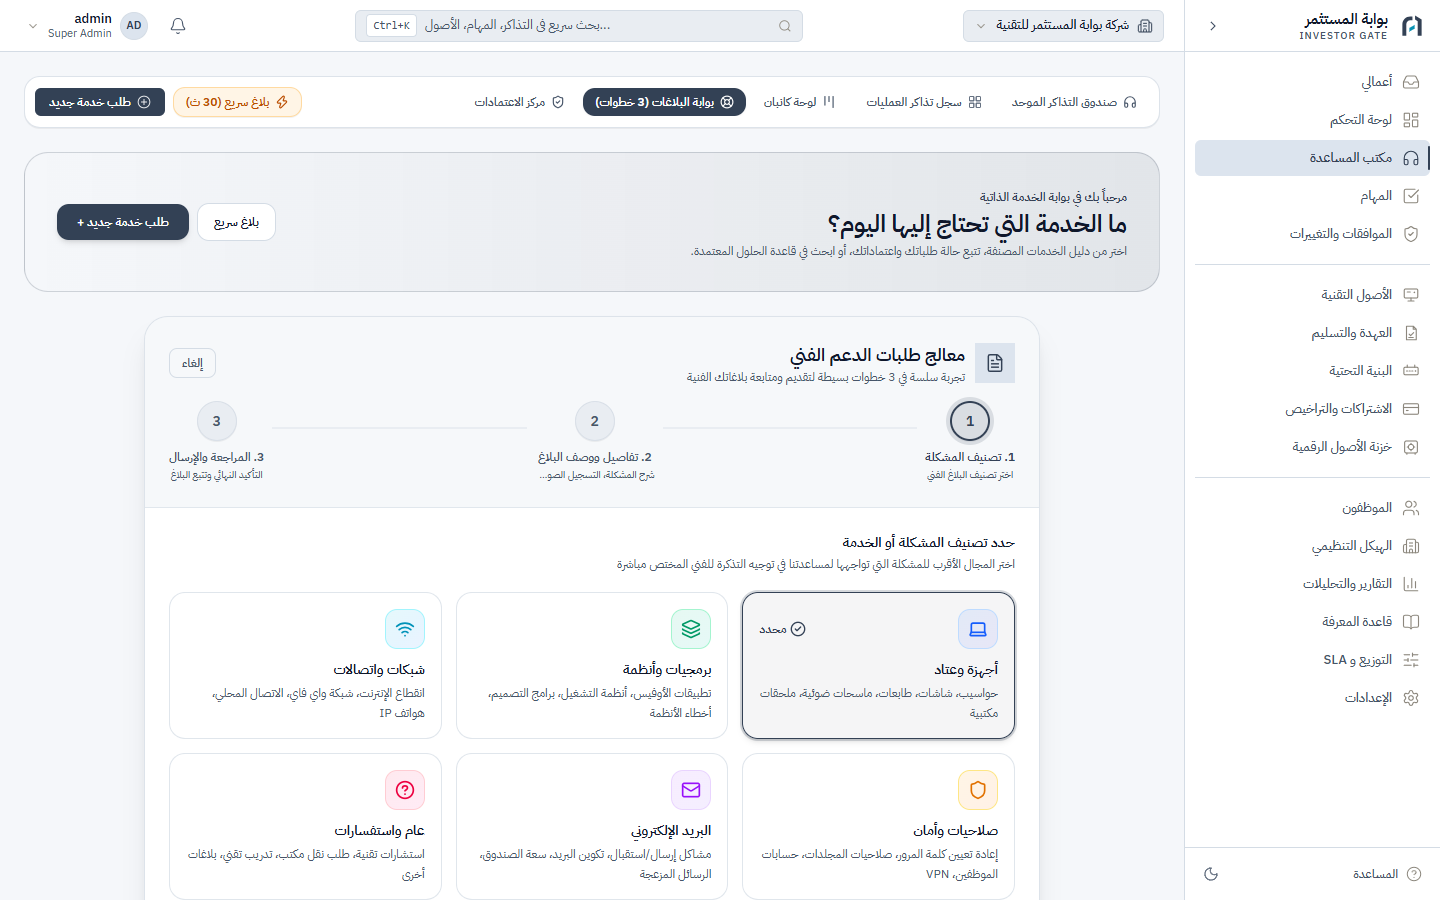 بوابة المستثمر
INVESTOR GATE
شركة بوابة المستثمر للتقنية
بحث سريع في التذاكر، المهام، الأصول...
Ctrl+K
admin
Super Admin
AD
أعمالي
لوحة التحكم
مكتب المساعدة
المهام
الموافقات والتغييرات
الأصول التقنية
العهدة والتسليم
البنية التحتية
الاشتراكات والتراخيص
خزنة الأصول الرقمية
الموظفون
الهيكل التنظيمي
التقارير والتحليلات
قاعدة المعرفة
التوزيع و SLA
الإعدادات
المساعدة
صندوق التذاكر الموحد
سجل تذاكر العمليات
لوحة كانبان
بوابة البلاغات (3 خطوات)
مركز الاعتمادات
بلاغ سريع (30 ث)
طلب خدمة جديد
مرحباً بك في بوابة الخدمة الذاتية
ما الخدمة التي تحتاج إليها اليوم؟
اختر من دليل الخدمات المصنفة، تتبع حالة طلباتك واعتماداتك، أو ابحث في قاعدة الحلول المعتمدة.
بلاغ سريع
طلب خدمة جديد +
معالج طلبات الدعم الفني
تجربة سلسة في 3 خطوات بسيطة لتقديم ومتابعة بلاغاتك الفنية
إلغاء
1
1. تصنيف المشكلة
اختر تصنيف البلاغ الفني
2
2. تفاصيل ووصف البلاغ
شرح المشكلة، التسجيل الصو...
3
3. المراجعة والإرسال
التأكيد النهائي وتتبع البلاغ
حدد تصنيف المشكلة أو الخدمة
اختر المجال الأقرب للمشكلة التي تواجهها لمساعدتنا في توجيه التذكرة للفني المختص مباشرة
محدد
أجهزة وعتاد
حواسيب، شاشات، طابعات، ماسحات ضوئية، ملحقات
مكتبية
برمجيات وأنظمة
تطبيقات الأوفيس، أنظمة التشغيل، برامج التصميم،
أخطاء الأنظمة
شبكات واتصالات
انقطاع الإنترنت، شبكة واي فاي، الاتصال المحلي،
هواتف IP
صلاحيات وأمان
إعادة تعيين كلمة المرور، صلاحيات المجلدات، حسابات
الموظفين، VPN
البريد الإلكتروني
مشاكل إرسال/استقبال، تكوين البريد، سعة الصندوق،
الرسائل المزعجة
عام واستفسارات
استشارات تقنية، طلب نقل مكتب، تدريب تقني، بلاغات
أخرى